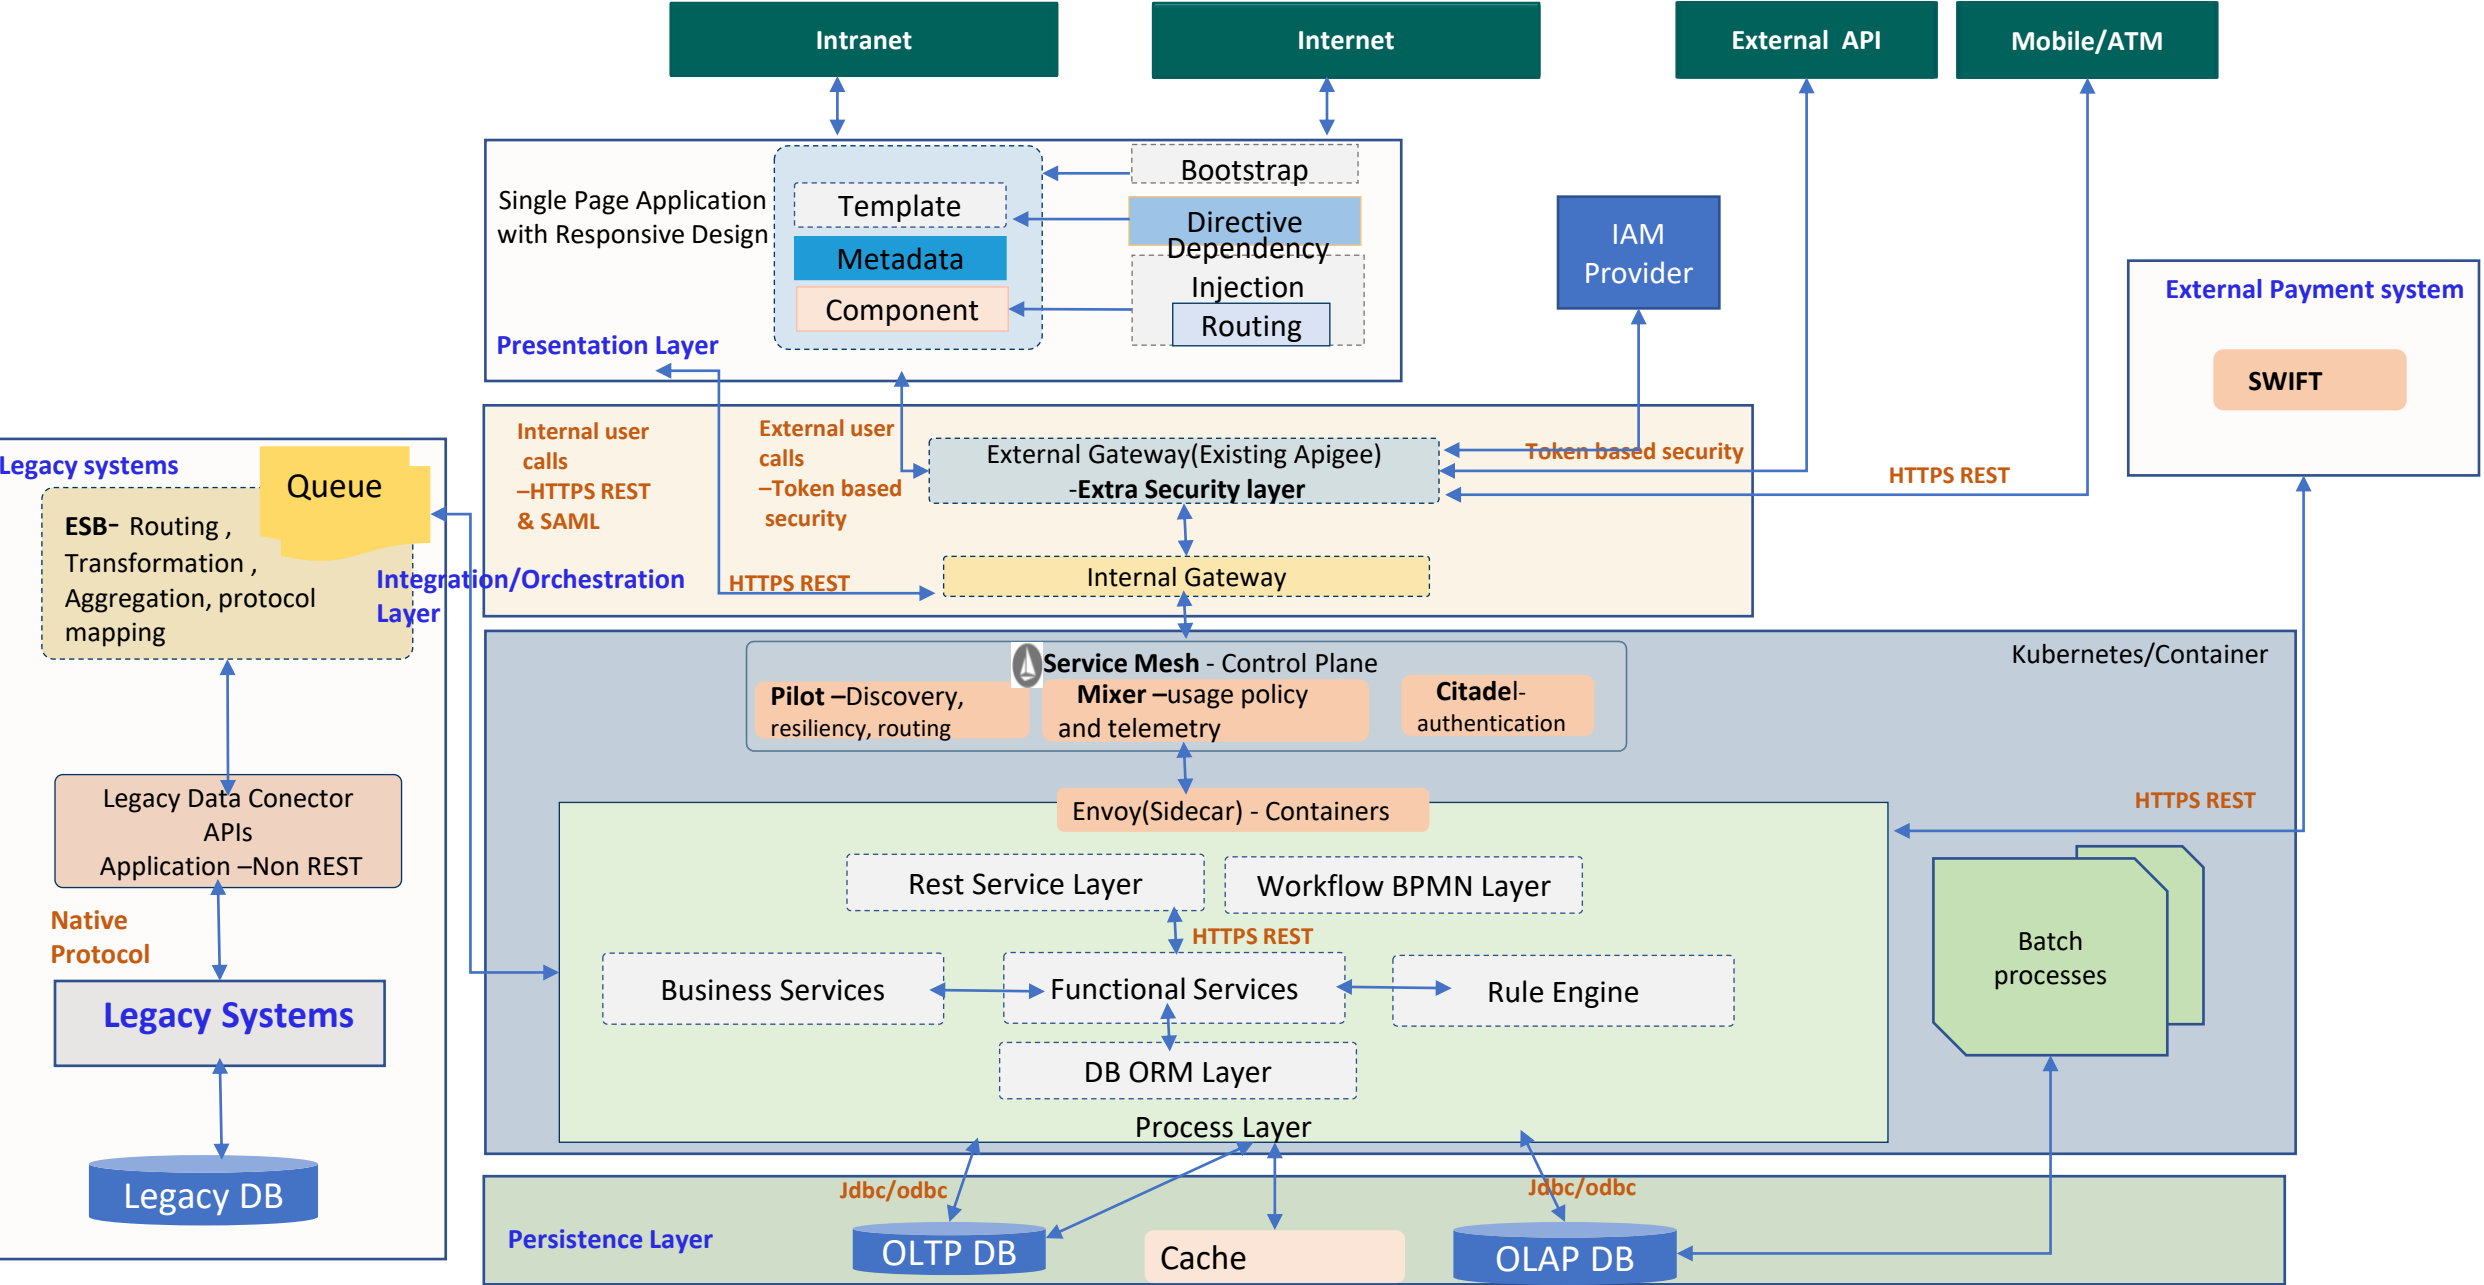 Intranet
Internet
External  API
Mobile/ATM
Single Page Application
with Responsive Design
Template
Metadata
Component
Bootstrap
Directive
Dependency
Injection
Routing
Presentation Layer
IAM
Provider
External Payment system
SWIFT
Internal user
calls
–HTTPS REST
& SAML
External user
calls
–Token based
security
External Gateway(Existing Apigee)
-Extra Security layer
Token based security
HTTPS REST
Internal Gateway
HTTPS REST
Integration/Orchestration
Layer
Legacy systems
Queue
ESB- Routing ,
Transformation ,
Aggregation, protocol
mapping
Legacy Data Conector
APIs
Application –Non REST
Native
Protocol
Legacy Systems
Legacy DB
Kubernetes/Container
Service Mesh - Control Plane
Pilot –Discovery,
resiliency, routing
Mixer –usage policy
and telemetry
Citadel-
authentication
Envoy(Sidecar) - Containers
HTTPS REST
Rest Service Layer
Workflow BPMN Layer
HTTPS REST
Business Services
Functional Services
Rule Engine
DB ORM Layer
Process Layer
Batch
processes
Jdbc/odbc
Jdbc/odbc
Persistence Layer
OLTP DB
Cache
OLAP DB